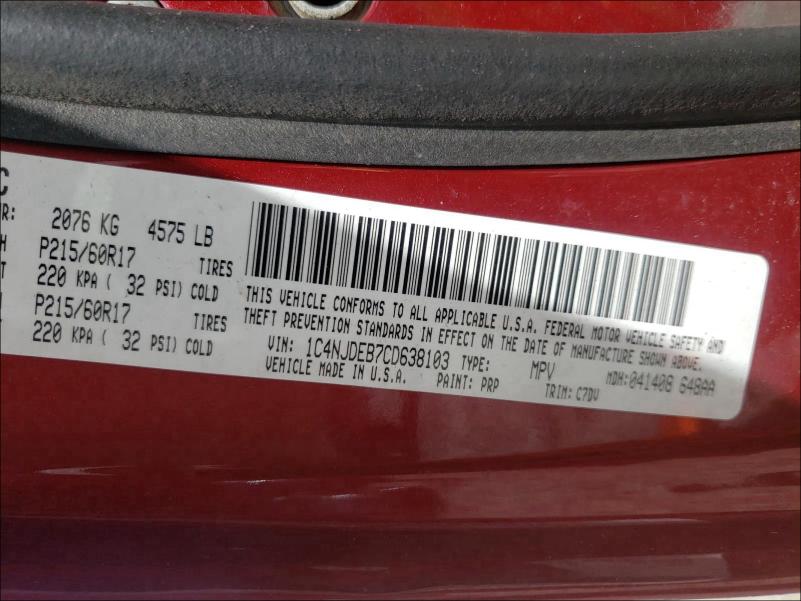 C
R: 2076 KG 4575 LB
H P215/60R17 TIRES
T 220 KPA ( 32 PSI) COLD
P215/60R17 TIRES
220 KPA ( 32 PSI) COLD
THIS VEHICLE CONFORMS TO ALL APPLICABLE U.S.A. FEDERAL MOTOR VEHICLE SAFETY AND
THEFT PREVENTION STANDARDS IN EFFECT ON THE DATE OF MANUFACTURE SHOWN ABOVE.
VIN: 1C4NJDEB7CD638103 TYPE: MPV MDH:041408 648AA
VEHICLE MADE IN U.S.A. PAINT: PRP TRIM: C7DV